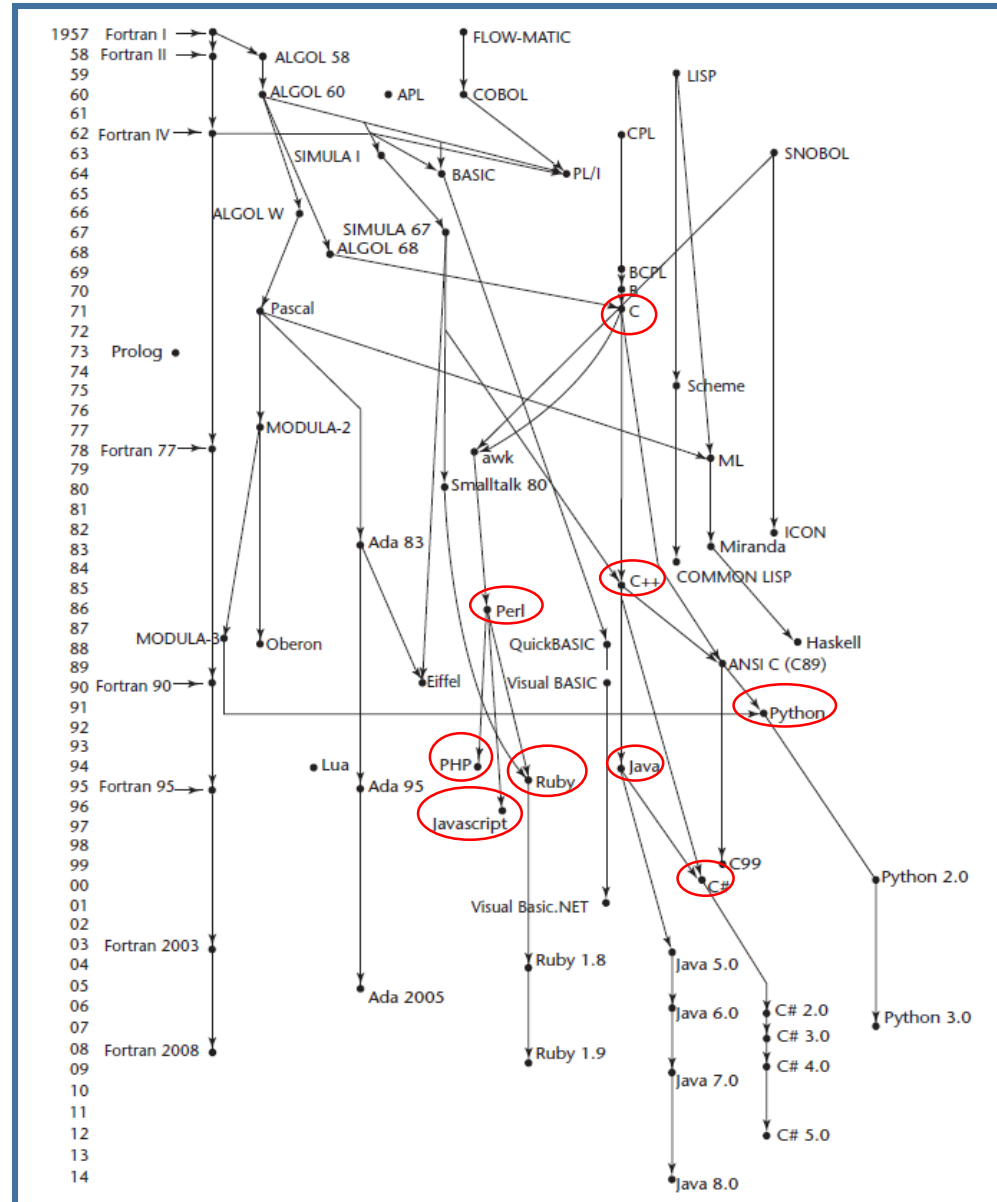 1957 Fortran I FLOW-MATIC
58 Fortran II ALGOL 58
59 LISP
60 ALGOL 60 APL COBOL
61
62 Fortran IV CPL
63 SIMULA I SNOBOL
64 BASIC PL/I
65
66 ALGOL W
67 SIMULA 67
68 ALGOL 68
69 BCPL
70 B
71 Pascal C
72
73 Prolog
74
75 Scheme
76
77 MODULA-2
78 Fortran 77 awk ML
79
80 Smalltalk 80
81
82 ICON
83 Ada 83 Miranda
84 COMMON LISP
85 C++
86 Perl
87 MODULA-3 Haskell
88 Oberon QuickBASIC
89 ANSI C (C89)
90 Fortran 90 Eiffel Visual BASIC
91 Python
92
93
94 Lua PHP Java
95 Fortran 95 Ada 95 Ruby
96
97 Javascript
98
99 C99
00 C# Python 2.0
01 Visual Basic.NET
02
03 Fortran 2003
04 Ruby 1.8 Java 5.0
05 Ada 2005
06 Java 6.0 C# 2.0
07 C# 3.0 Python 3.0
08 Fortran 2008 Ruby 1.9
09 C# 4.0
10 Java 7.0
11
12 C# 5.0
13
14 Java 8.0